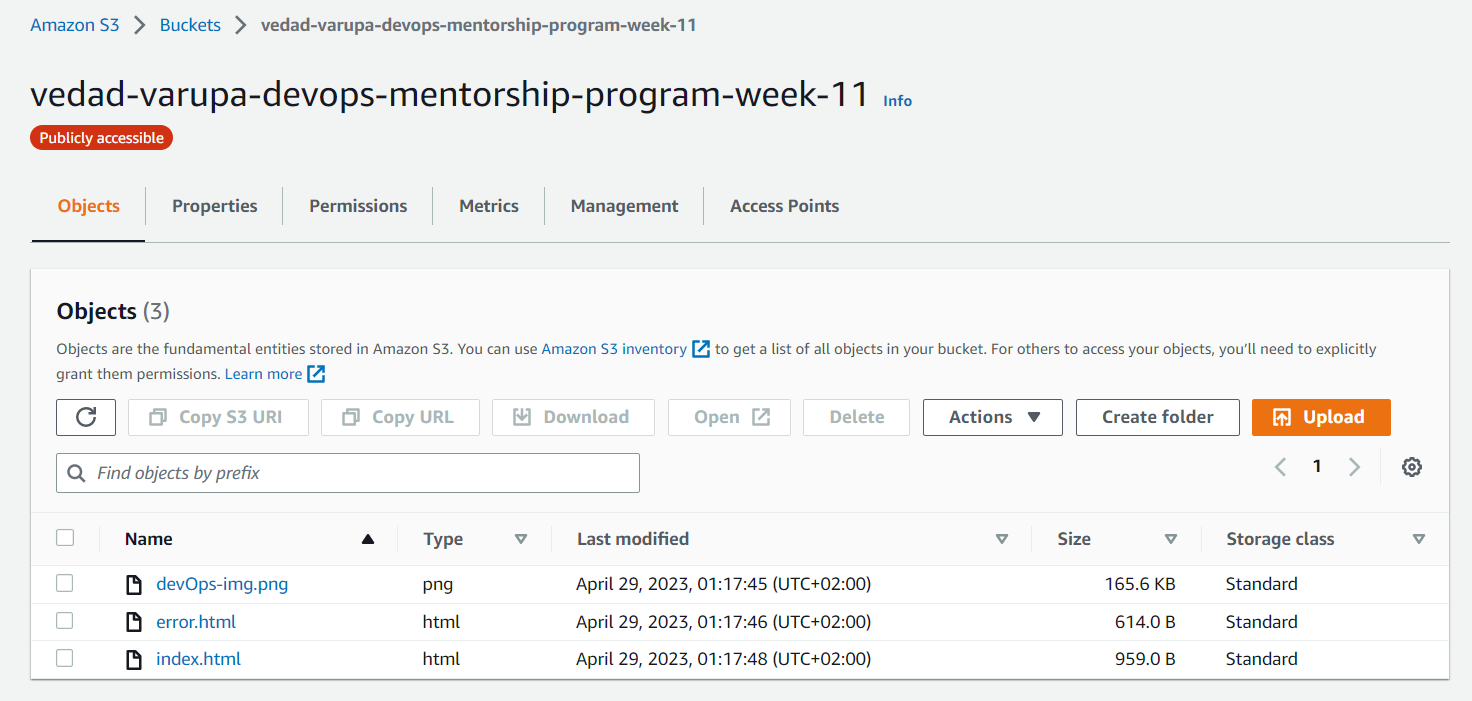 Amazon S3 > Buckets > vedad-varupa-devops-mentorship-program-week-11
vedad-varupa-devops-mentorship-program-week-11 Info
Publicly accessible
Objects Properties Permissions Metrics Management Access Points
Objects (3)
Objects are the fundamental entities stored in Amazon S3. You can use Amazon S3 inventory to get a list of all objects in your bucket. For others to access your objects, you’ll need to explicitly
grant them permissions. Learn more
Copy S3 URI Copy URL Download Open Delete Actions Create folder Upload
Find objects by prefix
1
Name Type Last modified Size Storage class
devOps-img.png png April 29, 2023, 01:17:45 (UTC+02:00) 165.6 KB Standard
error.html html April 29, 2023, 01:17:46 (UTC+02:00) 614.0 B Standard
index.html html April 29, 2023, 01:17:48 (UTC+02:00) 959.0 B Standard